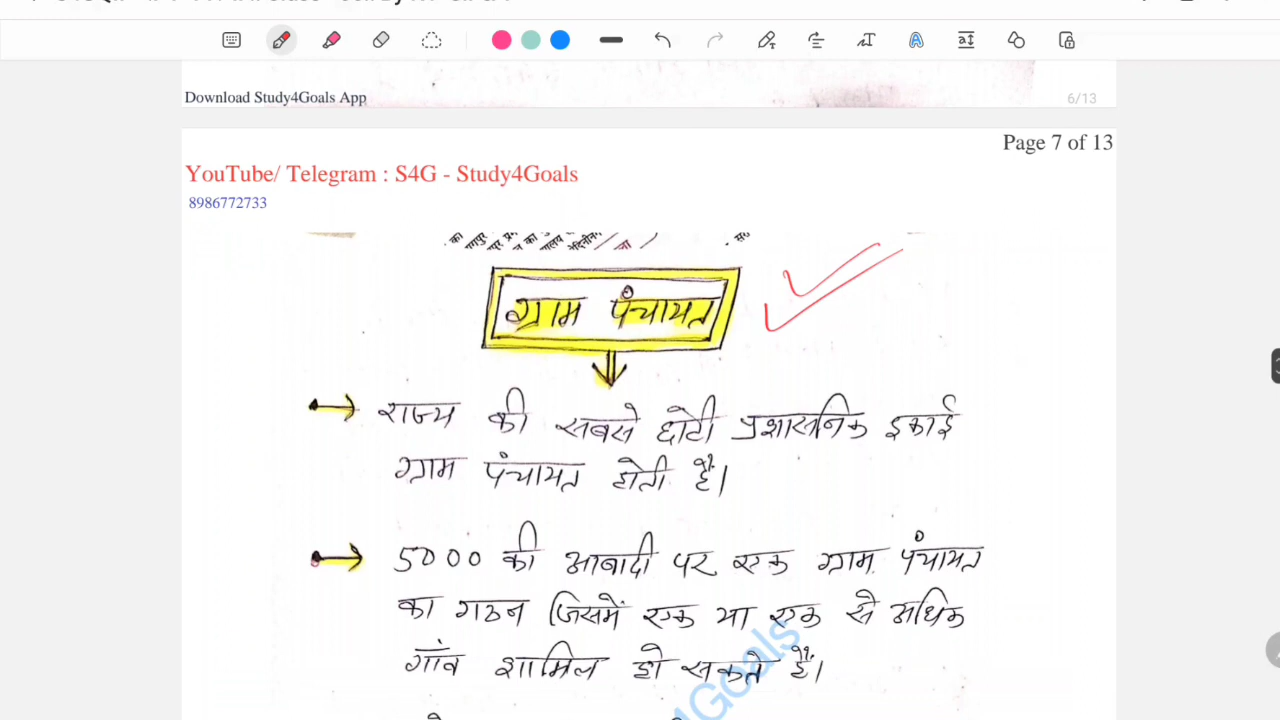 Download Study4Goals App
6/13
Page 7 of 13
YouTube/ Telegram : S4G - Study4Goals
8986772733
ग्राम पंचायत
राज्य की सबसे छोटी प्रशासनिक इकाई
ग्राम पंचायत होती है।
5000 की आबादी पर एक ग्राम पंचायत
का गठन जिसमें एक या एक से अधिक
गाँव शामिल हो सकते हैं।
4Goals